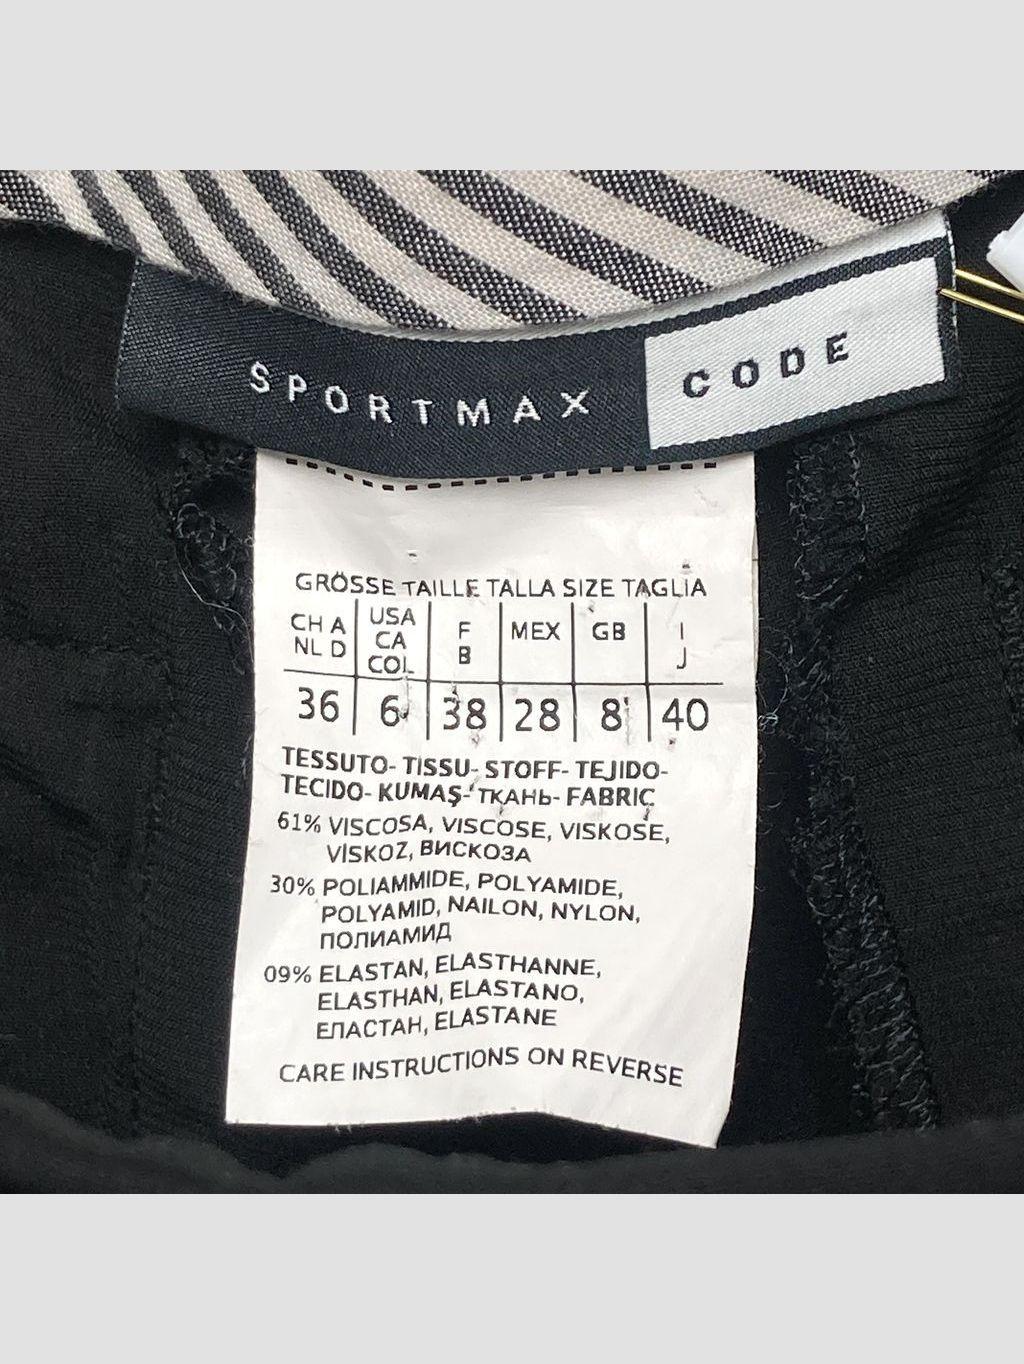 SPORTMAX CODE
GRÖSSE TAILLE TALLA SIZE TAGLIA
CH A USA F MEX GB I
NL D CA B J
COL
36 6 38 28 8 40
TESSUTO- TISSU- STOFF- TEJIDO-
TECIDO- KUMAŞ- ТКАНЬ- FABRIC
61% VISCOSA, VISCOSE, VISKOSE,
VİSKOZ, ВИСКОЗА
30% POLIAMMIDE, POLYAMIDE,
POLYAMID, NAILON, NYLON,
ПОЛИАМИД
09% ELASTAN, ELASTHANNE,
ELASTHAN, ELASTANO,
ЕЛАСТАН, ELASTANE
CARE INSTRUCTIONS ON REVERSE